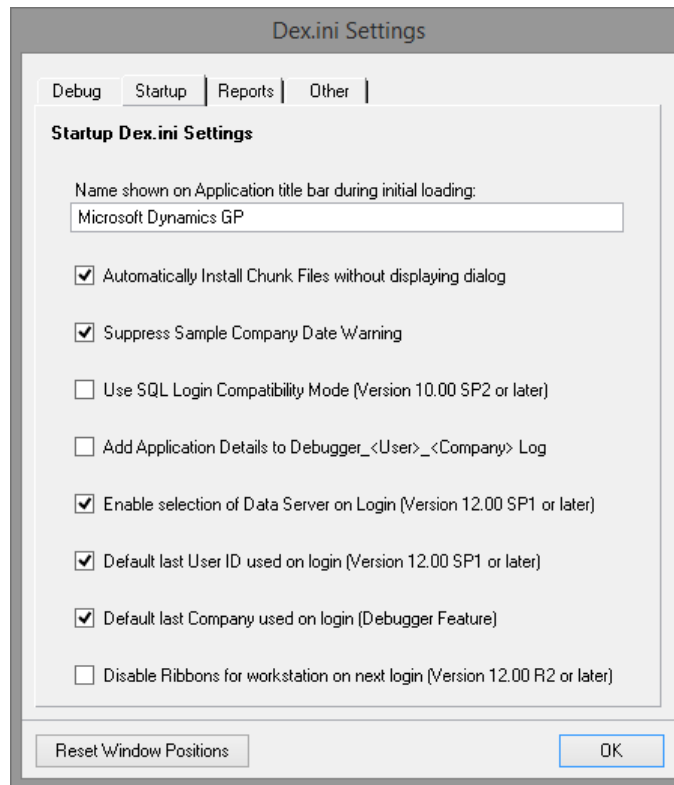 Dex.ini Settings
Debug Startup Reports Other
Startup Dex.ini Settings
Name shown on Application title bar during initial loading:
Microsoft Dynamics GP
Automatically Install Chunk Files without displaying dialog
Suppress Sample Company Date Warning
Use SQL Login Compatibility Mode (Version 10.00 SP2 or later)
Add Application Details to Debugger_<User>_<Company> Log
Enable selection of Data Server on Login (Version 12.00 SP1 or later)
Default last User ID used on login (Version 12.00 SP1 or later)
Default last Company used on login (Debugger Feature)
Disable Ribbons for workstation on next login (Version 12.00 R2 or later)
Reset Window Positions OK